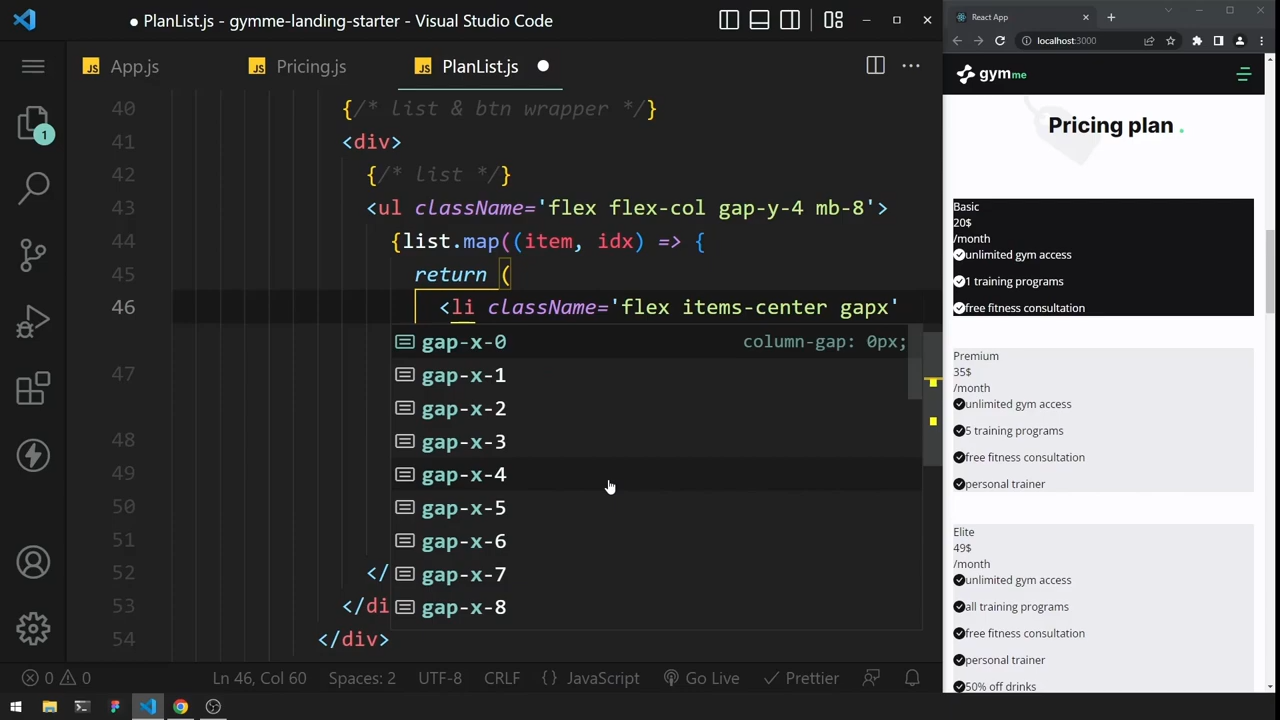 PlanList.js - gymme-landing-starter - Visual Studio Code
App.js
Pricing.js
PlanList.js
1
40 {/* list & btn wrapper */}
41 <div>
42 {/* list */}
43 <ul className='flex flex-col gap-y-4 mb-8'>
44 {list.map((item, idx) => {
45 return (
46 <li className='flex items-center gapx'
gap-x-0 column-gap: 0px;
gap-x-1
47 gap-x-2
gap-x-3
48 gap-x-4
49
50 gap-x-5
51 gap-x-6
52 </ gap-x-7
53 </di gap-x-8
54 </div>
0 0 Ln 46, Col 60 Spaces: 2 UTF-8 CRLF {} JavaScript Go Live Prettier
React App
localhost:3000
gymme
Pricing plan .
Basic
20$
/month
unlimited gym access
1 training programs
free fitness consultation
Premium
35$
/month
unlimited gym access
5 training programs
free fitness consultation
personal trainer
Elite
49$
/month
unlimited gym access
all training programs
free fitness consultation
personal trainer
50% off drinks